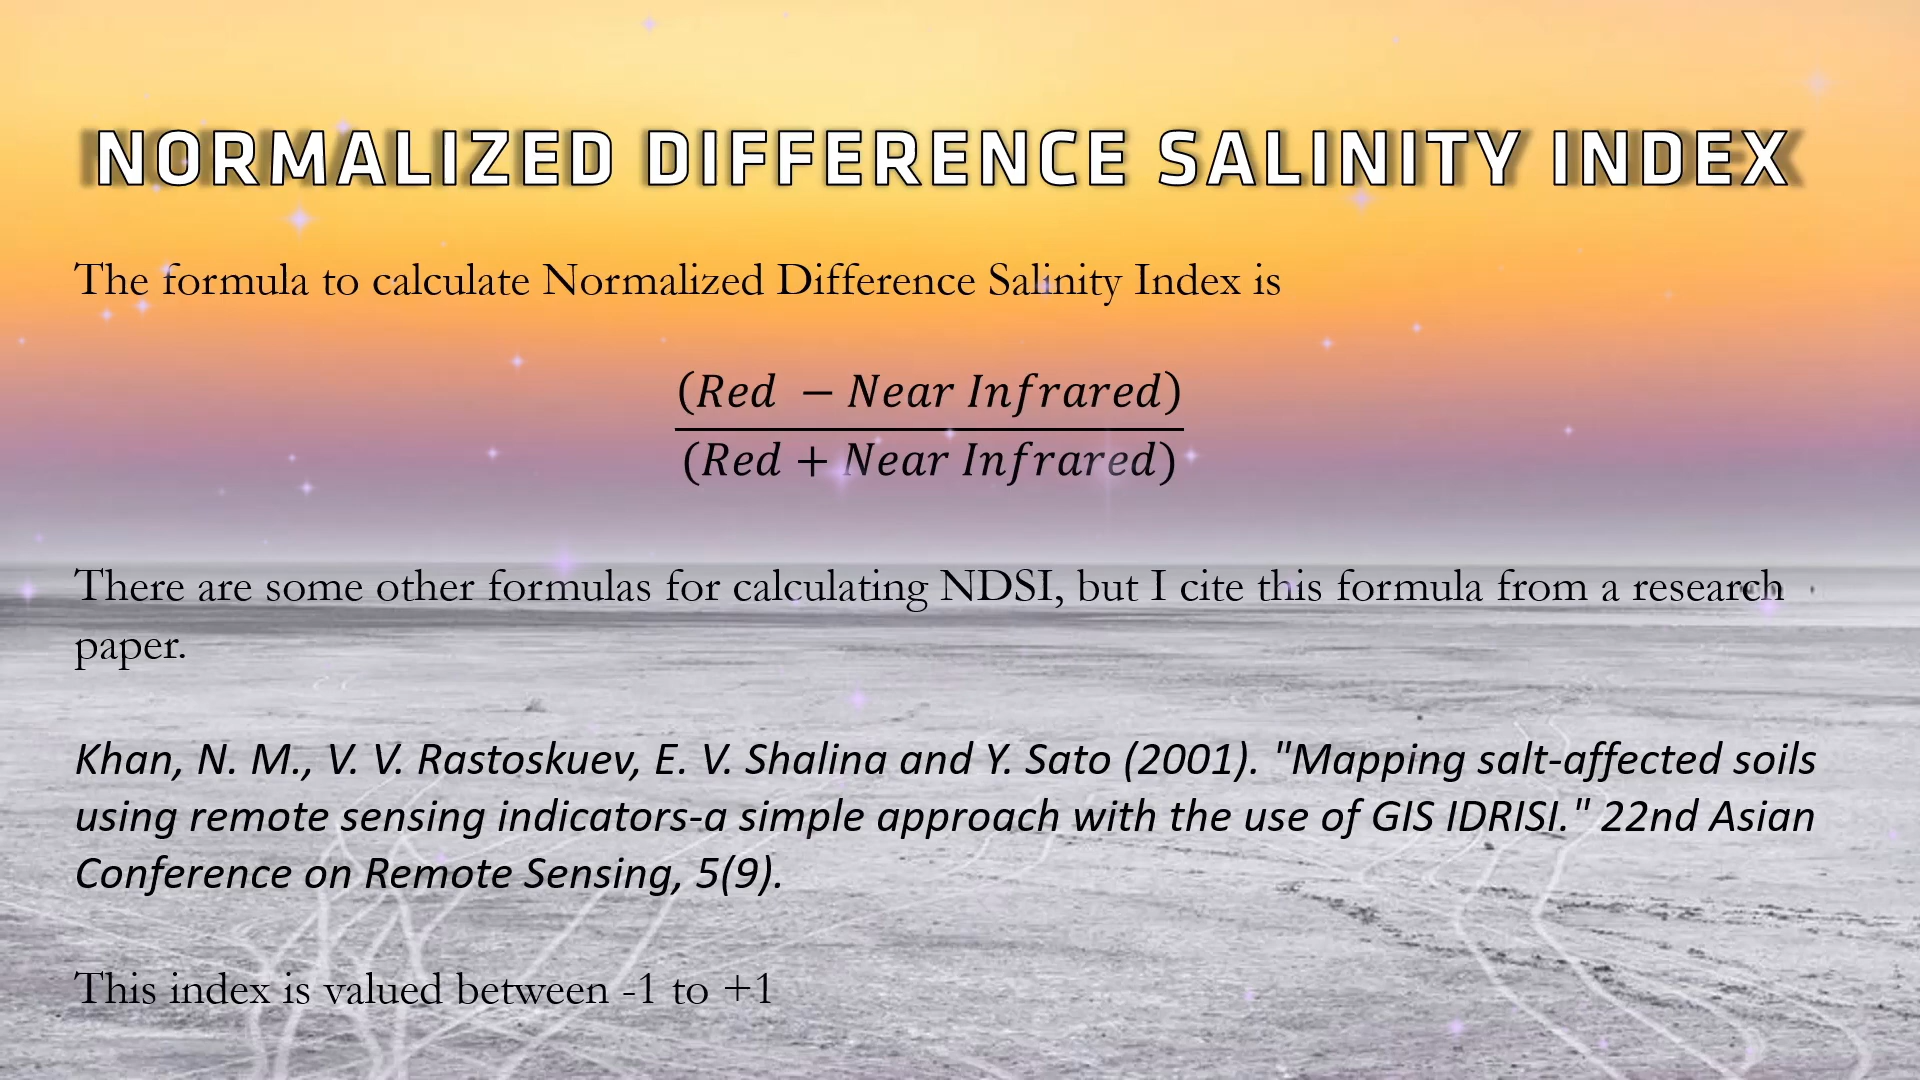 NORMALIZED DIFFERENCE SALINITY INDEX
The formula to calculate Normalized Difference Salinity Index is
(Red − Near Infrared)
(Red + Near Infrared)
There are some other formulas for calculating NDSI, but I cite this formula from a research
paper.
Khan, N. M., V. V. Rastoskuev, E. V. Shalina and Y. Sato (2001). "Mapping salt-affected soils
using remote sensing indicators-a simple approach with the use of GIS IDRISI." 22nd Asian
Conference on Remote Sensing, 5(9).
This index is valued between -1 to +1